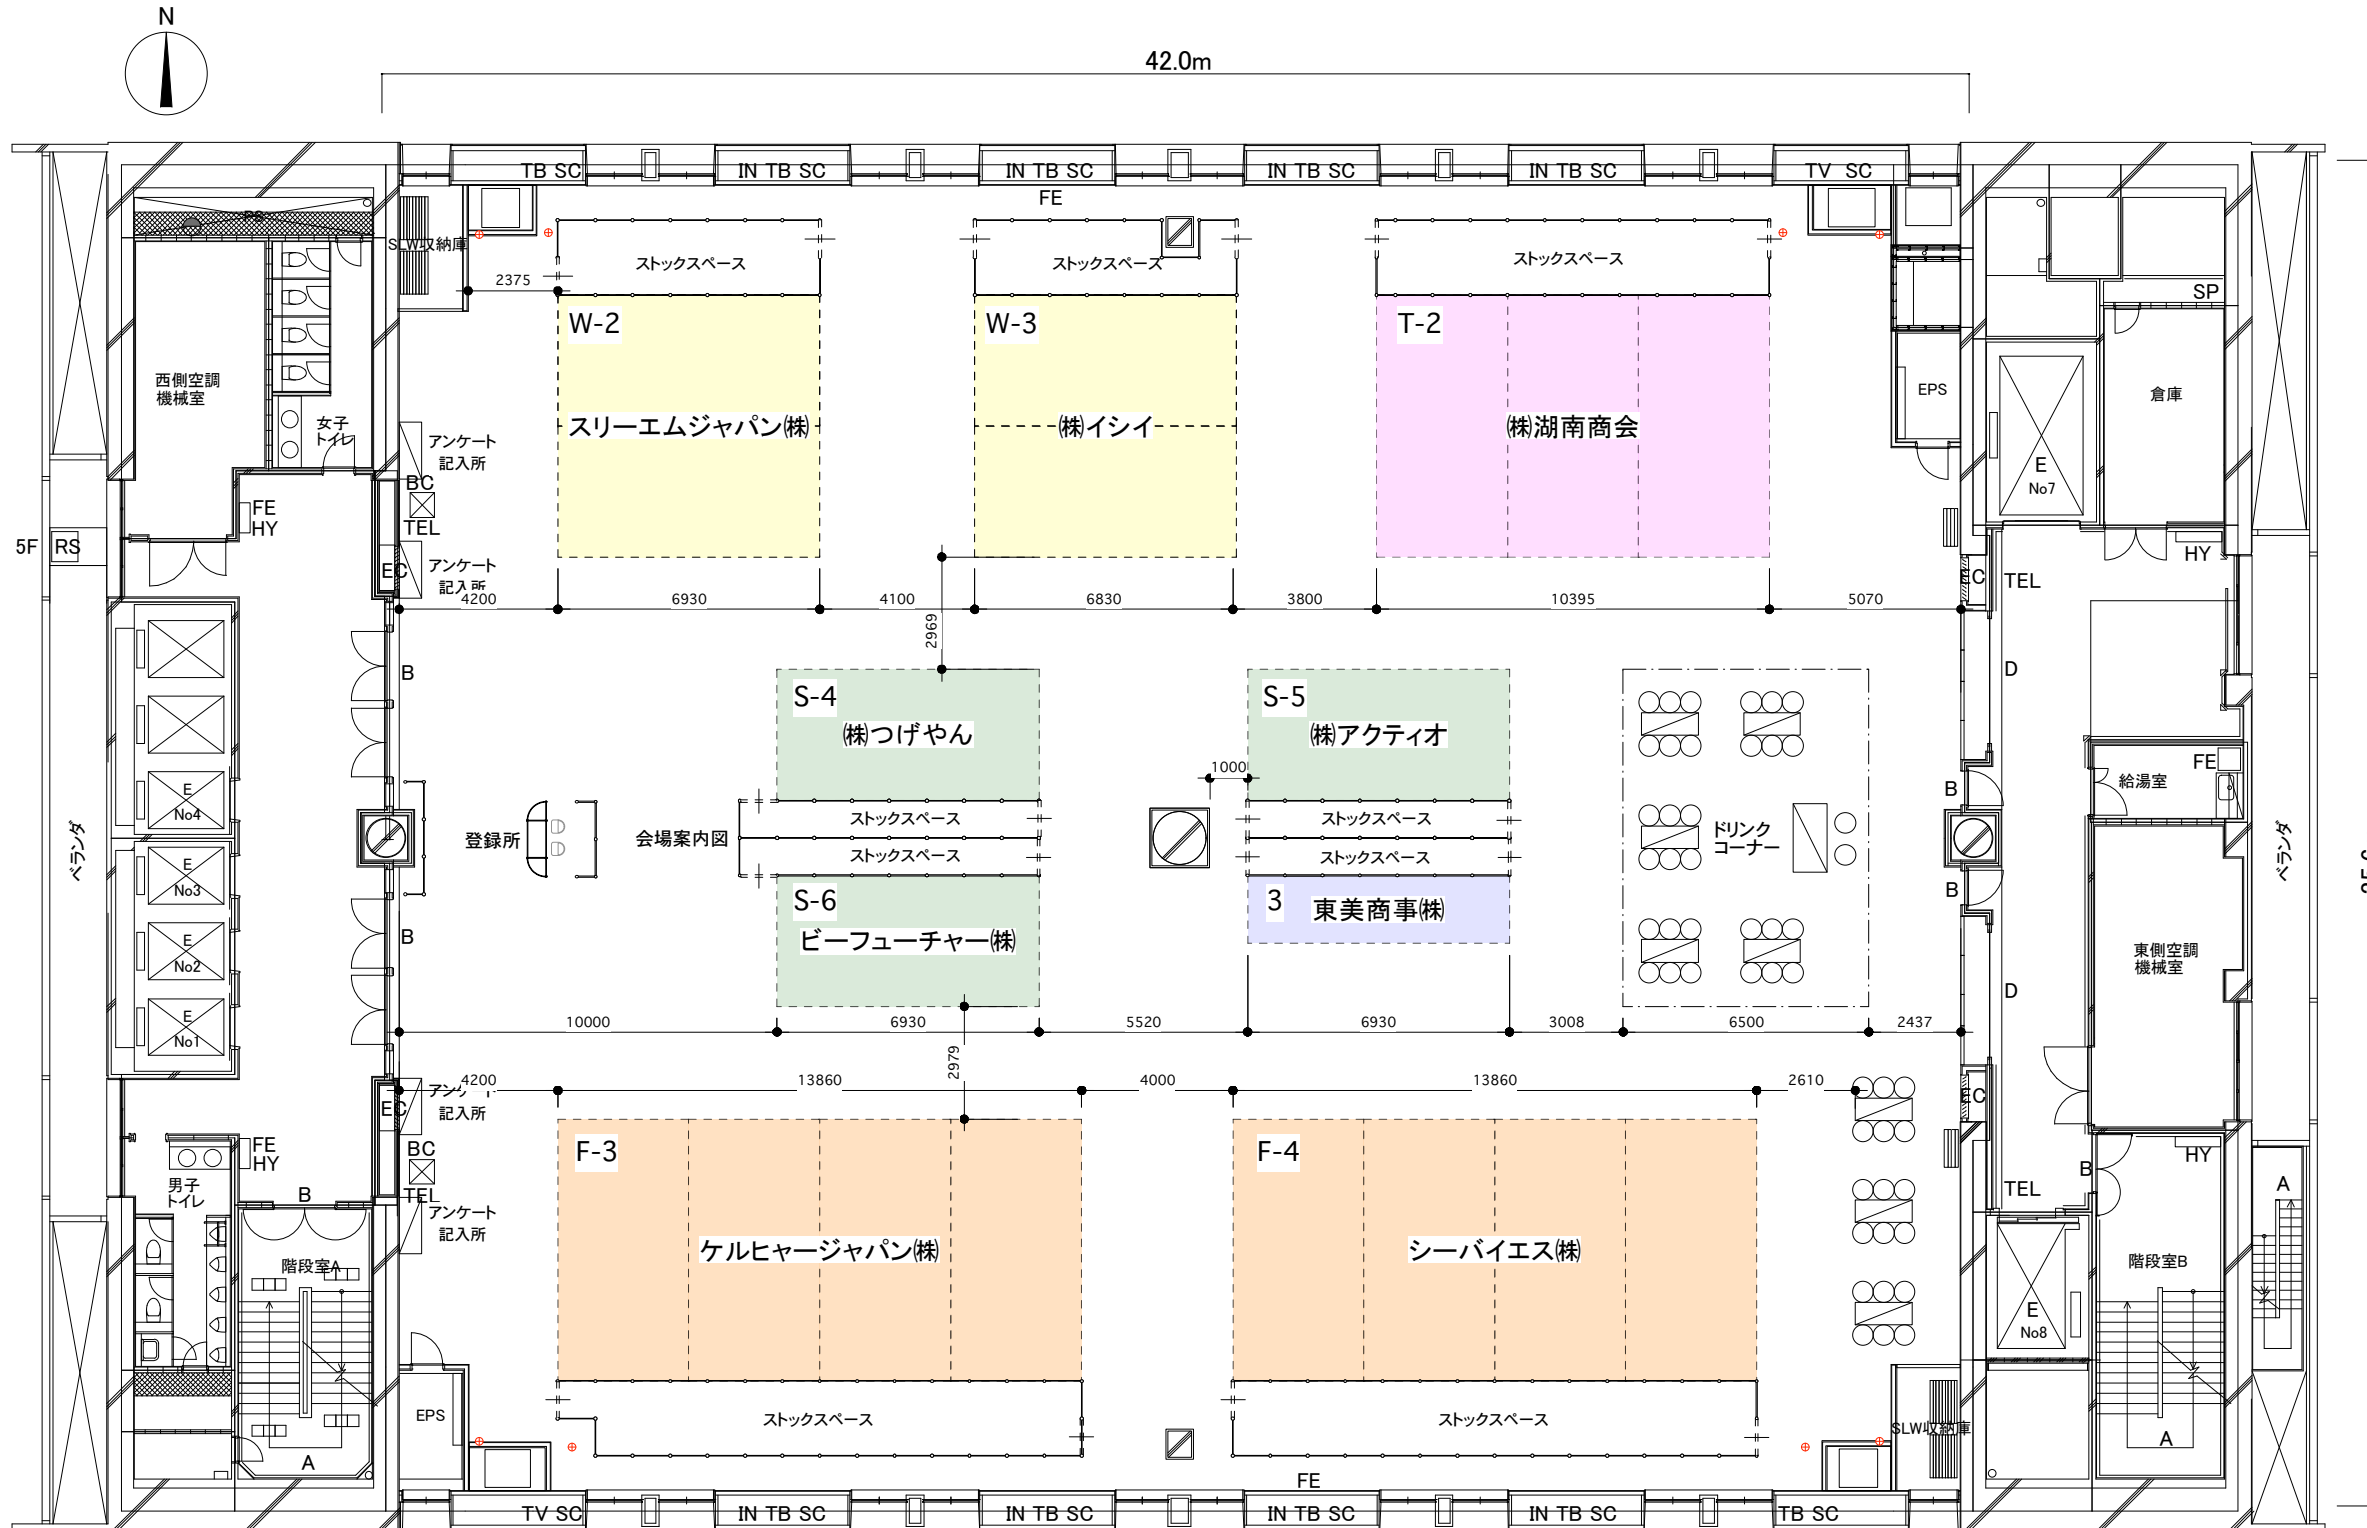 N
42.0m
TB SC
IN TB SC
IN TB SC
IN TB SC
IN TB SC
TV SC
FE
PS
SLW収納庫
ストックスペース
ストックスペース
ストックスペース
2375
SP
W-2
W-3
T-2
西側空調
機械室
女子
トイレ
EPS
倉庫
スリーエムジャパン㈱
㈱イシイ
㈱湖南商会
アンケート
記入所
BC
TEL
E
No7
FE
HY
5F
RS
EC
アンケート
記入所
HY
EC
TEL
4200
6930
4100
6830
3800
10395
5070
2969
B
D
S-4
㈱つげやん
S-5
㈱アクティオ
1000
E
No4
B
給湯室
FE
ストックスペース
ストックスペース
登録所
会場案内図
ドリンク
コーナー
ストックスペース
ストックスペース
ベランダ
ベランダ
E
No3
B
S-6
ビーフューチャー㈱
3
東美商事㈱
E
No2
B
東側空調
機械室
D
E
No1
10000
6930
5520
6930
3008
6500
2437
2979
4200
13860
4000
13860
2610
アンケート
記入所
EC
EC
FE
HY
BC
TEL
F-3
F-4
HY
B
男子
トイレ
B
TEL
A
アンケート
記入所
ケルヒャージャパン㈱
シーバイエス㈱
階段室A
階段室B
E
No8
EPS
ストックスペース
ストックスペース
SLW収納庫
A
A
FE
TV SC
IN TB SC
IN TB SC
IN TB SC
IN TB SC
TB SC